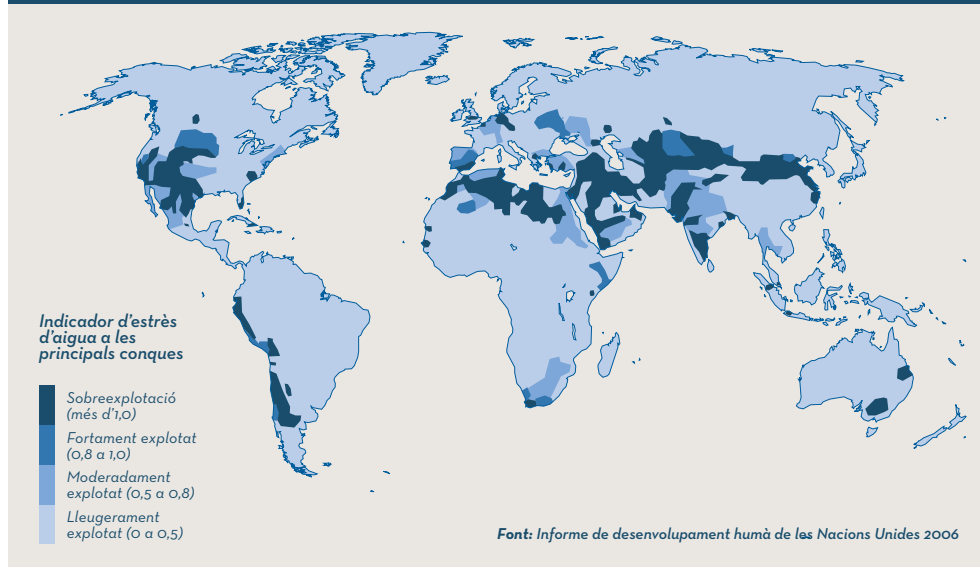 Indicador d'estrès
d'aigua a les
principals conques
Sobreexplotació
(més d'1,0)
Fortament explotat
(0,8 a 1,0)
Moderadament
explotat (0,5 a 0,8)
Lleugerament
explotat (0 a 0,5)
Font: Informe de desenvolupament humà de les Nacions Unides 2006